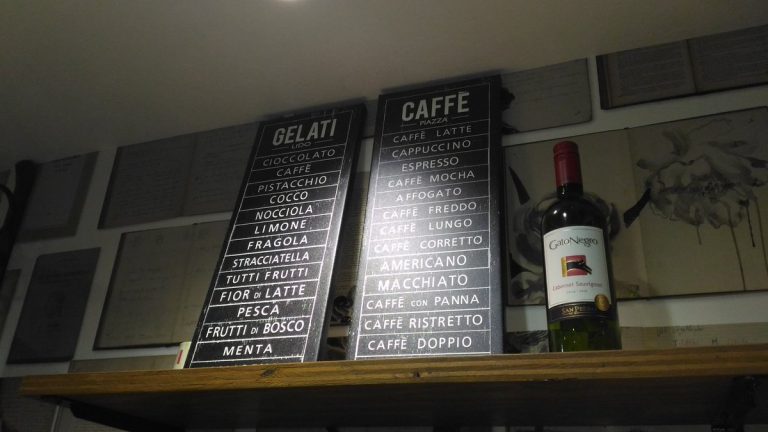 GELATI
LIDO
CIOCCOLATO
CAFFÈ
PISTACCHIO
COCCO
NOCCIOLA
LIMONE
FRAGOLA
STRACCIATELLA
TUTTI FRUTTI
FIOR DI LATTE
PESCA
FRUTTI DI BOSCO
MENTA
CAFFÈ
PIAZZA
CAFFÈ LATTE
CAPPUCCINO
ESPRESSO
CAFFÈ MOCHA
AFFOGATO
CAFFÈ FREDDO
CAFFÈ LUNGO
CAFFÈ CORRETTO
AMERICANO
MACCHIATO
CAFFÈ CON PANNA
CAFFÈ RISTRETTO
CAFFÈ DOPPIO
GatoNegro
Cabernet Sauvignon
SAN PEDRO